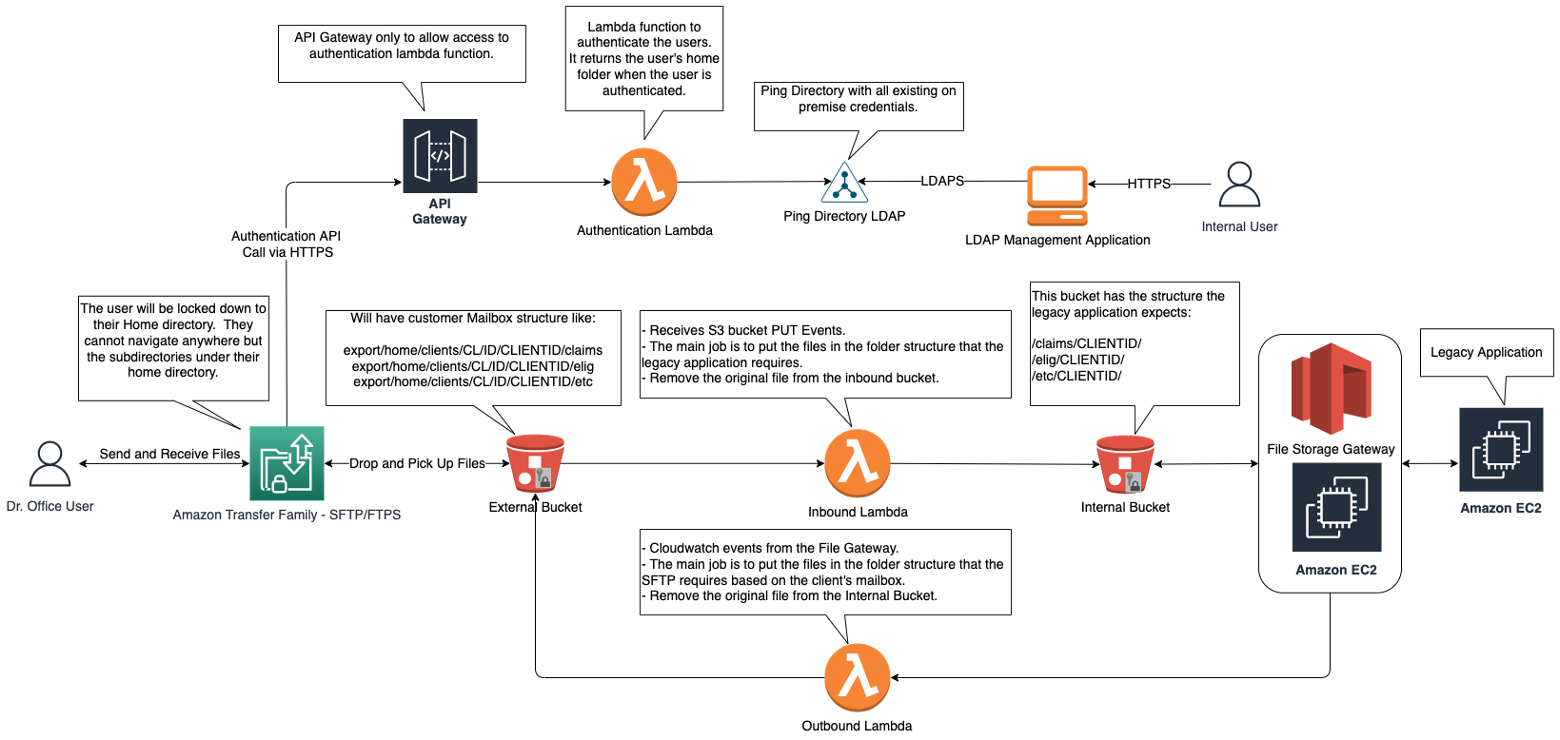 API Gateway only to allow access to
authentication lambda function.
Lambda function to
authenticate the users.
It returns the user's home
folder when the user is
authenticated.
Ping Directory with all existing on
premise credentials.
</>
API
Gateway
Authentication Lambda
Ping Directory LDAP
LDAPS
LDAP Management Application
HTTPS
Internal User
Authentication API
Call via HTTPS
The user will be locked down to
their Home directory. They
cannot navigate anywhere but
the subdirectories under their
home directory.
Will have customer Mailbox structure like:
export/home/clients/CL/ID/CLIENTID/claims
export/home/clients/CL/ID/CLIENTID/elig
export/home/clients/CL/ID/CLIENTID/etc
- Receives S3 bucket PUT Events.
- The main job is to put the files in the folder structure that the
legacy application requires.
- Remove the original file from the inbound bucket.
This bucket has the structure the
legacy application expects:
/claims/CLIENTID/
/elig/CLIENTID/
/etc/CLIENTID/
Legacy Application
Dr. Office User
Send and Receive Files
Amazon Transfer Family - SFTP/FTPS
Drop and Pick Up Files
External Bucket
Inbound Lambda
Internal Bucket
File Storage Gateway
Amazon EC2
Amazon EC2
- Cloudwatch events from the File Gateway.
- The main job is to put the files in the folder structure that the
SFTP requires based on the client's mailbox.
- Remove the original file from the Internal Bucket.
Outbound Lambda